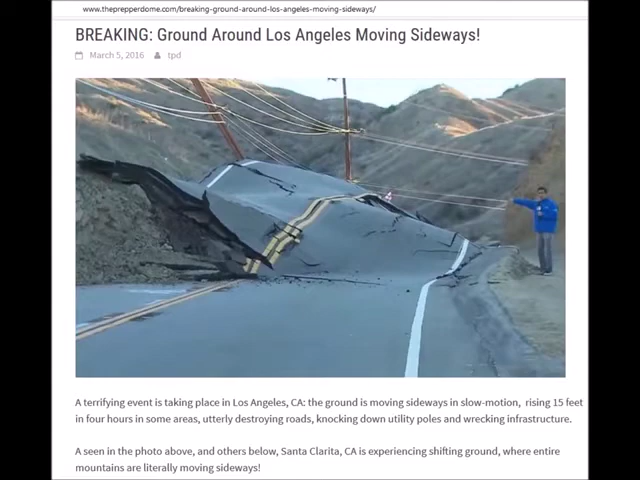 www.theprepperdome.com/breaking-ground-around-los-angeles-moving-sideways/
BREAKING: Ground Around Los Angeles Moving Sideways!
March 5, 2016 tpd
A terrifying event is taking place in Los Angeles, CA: the ground is moving sideways in slow-motion, rising 15 feet
in four hours in some areas, utterly destroying roads, knocking down utility poles and wrecking infrastructure.
A seen in the photo above, and others below, Santa Clarita, CA is experiencing shifting ground, where entire
mountains are literally moving sideways!